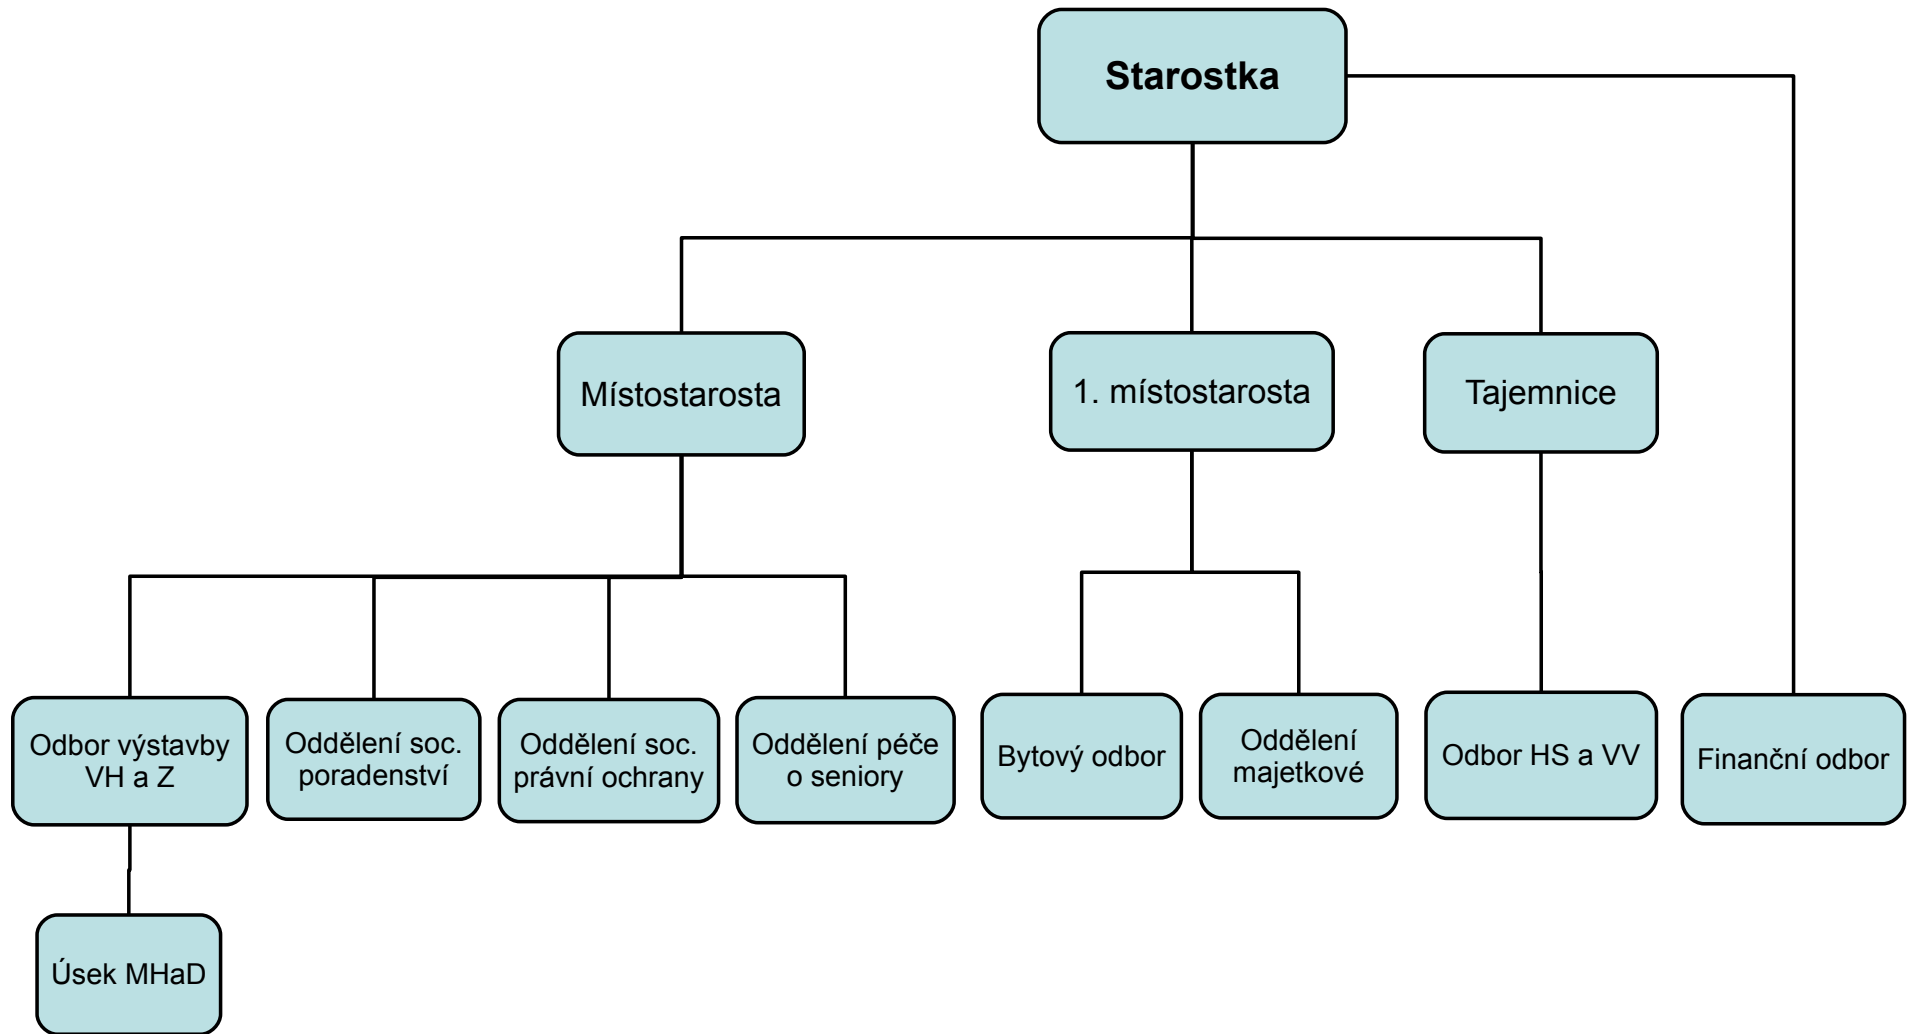 Starostka
Místostarosta
1. místostarosta
Tajemnice
Odbor výstavby
VH a Z
Oddělení soc.
poradenství
Oddělení soc.
právní ochrany
Oddělení péče
o seniory
Bytový odbor
Oddělení
majetkové
Odbor HS a VV
Finanční odbor
Úsek MHaD